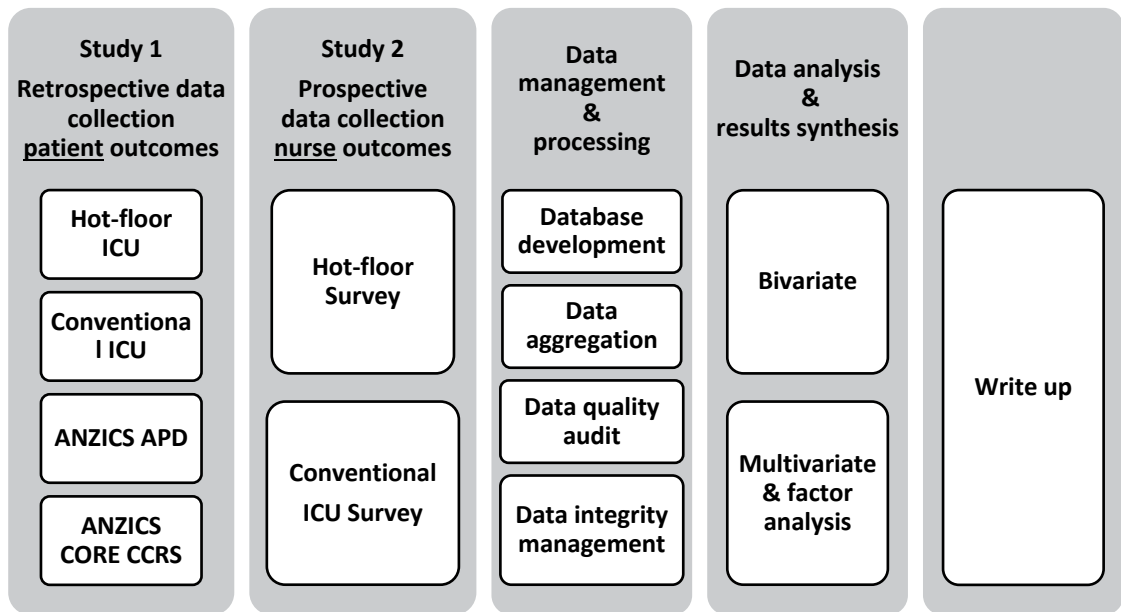 Study 1
Retrospective data
collection
patient outcomes
Hot-floor
ICU
Conventiona
l ICU
ANZICS APD
ANZICS
CORE CCRS
Study 2
Prospective
data collection
nurse outcomes
Hot-floor
Survey
Conventional
ICU Survey
Data
management
&
processing
Database
development
Data
aggregation
Data quality
audit
Data integrity
management
Data analysis
&
results synthesis
Bivariate
Multivariate
& factor
analysis
Write up